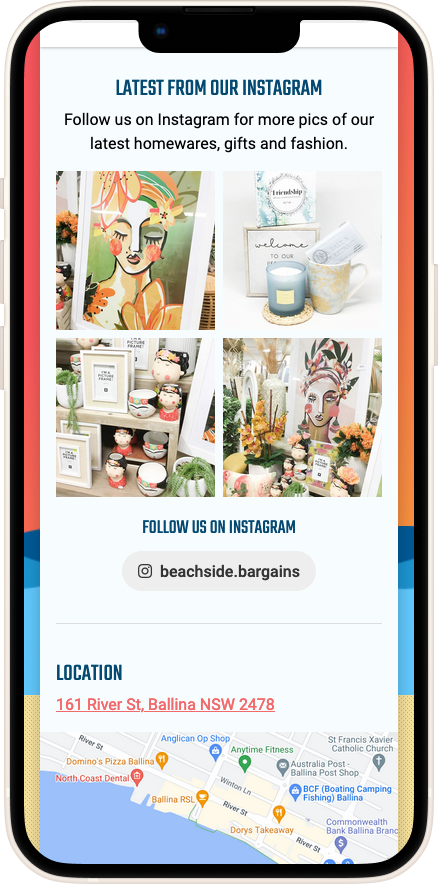 LATEST FROM OUR INSTAGRAM
Follow us on Instagram for more pics of our
latest homewares, gifts and fashion.
Friendship
welcome
TO OUR
I'M A
PICTURE
FRAME!
I'M A
PICTURE
FRAME!
FOLLOW US ON INSTAGRAM
beachside.bargains
LOCATION
161 River St, Ballina NSW 2478
River St
Anglican Op Shop
St Francis Xavier
Catholic Church
Domino's Pizza Ballina
Anytime Fitness
Australia Post -
Ballina Post Shop
North Coast Dental
Winton Ln
BCF (Boating Camping
Fishing) Ballina
Ballina RSL
River St
Dorys Takeaway
Commonwealth
Bank Ballina Branc
River St